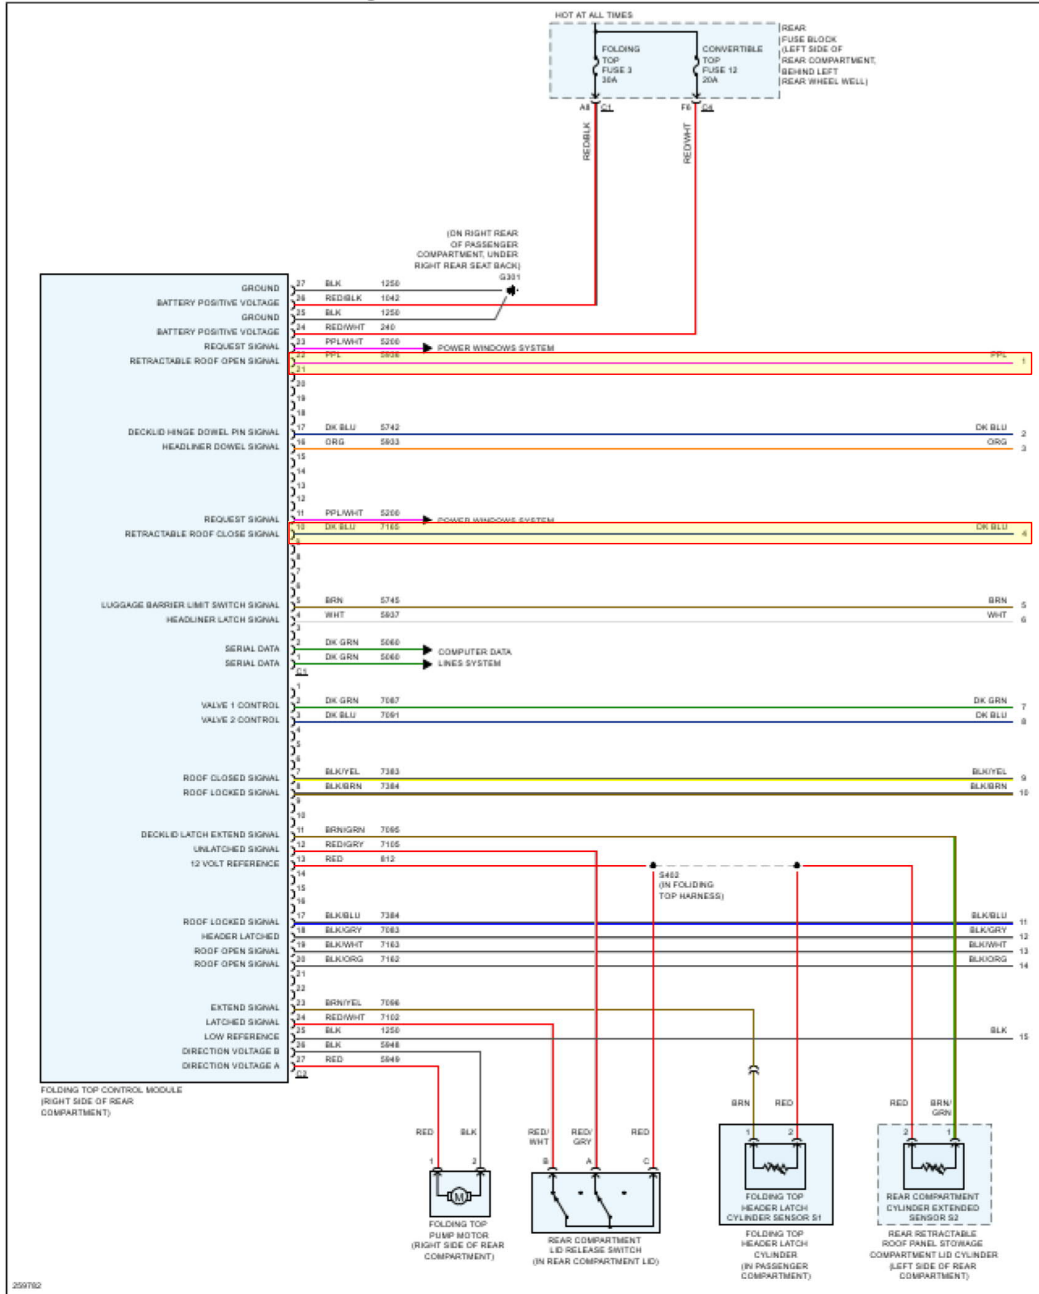 HOT AT ALL TIMES
REAR
FUSE BLOCK
(LEFT SIDE OF
REAR COMPARTMENT,
BEHIND LEFT
REAR WHEEL WELL)
FOLDING
TOP
FUSE 3
30A
CONVERTIBLE
TOP
FUSE 12
20A
A8 C1
F6 C4
RED/BLK
RED/WHT
(ON RIGHT REAR
OF PASSENGER
COMPARTMENT, UNDER
RIGHT REAR SEAT BACK)
G301
GROUND 27 BLK 1250
BATTERY POSITIVE VOLTAGE 26 RED/BLK 1042
GROUND 25 BLK 1250
BATTERY POSITIVE VOLTAGE 24 RED/WHT 240
REQUEST SIGNAL 23 PPL/WHT 5200 POWER WINDOWS SYSTEM
RETRACTABLE ROOF OPEN SIGNAL 22 PPL 5936 PPL 1
21
20
19
18
DECKLID HINGE DOWEL PIN SIGNAL 17 DK BLU 5742 DK BLU 2
HEADLINER DOWEL SIGNAL 16 ORG 5933 ORG 3
15
14
13
12
REQUEST SIGNAL 11 PPL/WHT 5200 POWER WINDOWS SYSTEM
RETRACTABLE ROOF CLOSE SIGNAL 10 DK BLU 7165 DK BLU 4
9
8
7
6
LUGGAGE BARRIER LIMIT SWITCH SIGNAL 5 BRN 5745 BRN 5
HEADLINER LATCH SIGNAL 4 WHT 5937 WHT 6
3
SERIAL DATA 2 DK GRN 5060 COMPUTER DATA
SERIAL DATA 1 DK GRN 5060 LINES SYSTEM
C1
1
VALVE 1 CONTROL 2 DK GRN 7087 DK GRN 7
VALVE 2 CONTROL 3 DK BLU 7091 DK BLU 8
4
5
6
ROOF CLOSED SIGNAL 7 BLK/YEL 7383 BLK/YEL 9
ROOF LOCKED SIGNAL 8 BLK/BRN 7384 BLK/BRN 10
9
10
DECKLID LATCH EXTEND SIGNAL 11 BRN/GRN 7095
UNLATCHED SIGNAL 12 RED/GRY 7105
12 VOLT REFERENCE 13 RED 812
14
15
16
S402
(IN FOLIDING
TOP HARNESS)
ROOF LOCKED SIGNAL 17 BLK/BLU 7384 BLK/BLU 11
HEADER LATCHED 18 BLK/GRY 7083 BLK/GRY 12
ROOF OPEN SIGNAL 19 BLK/WHT 7163 BLK/WHT 13
ROOF OPEN SIGNAL 20 BLK/ORG 7162 BLK/ORG 14
21
22
EXTEND SIGNAL 23 BRN/YEL 7096
LATCHED SIGNAL 24 RED/WHT 7102
LOW REFERENCE 25 BLK 1250 BLK 15
DIRECTION VOLTAGE B 26 BLK 5948
DIRECTION VOLTAGE A 27 RED 5949
C2
FOLDING TOP CONTROL MODULE
(RIGHT SIDE OF REAR
COMPARTMENT)
RED BLK
RED/
WHT
RED/
GRY
RED
BRN RED
RED BRN/
GRN
1 2
B A C
1 2
2 1
M
FOLDING TOP
PUMP MOTOR
(RIGHT SIDE OF REAR
COMPARTMENT)
REAR COMPARTMENT
LID RELEASE SWITCH
(IN REAR COMPARTMENT LID)
FOLDING TOP
HEADER LATCH
CYLINDER SENSOR S1
FOLDING TOP
HEADER LATCH
CYLINDER
(IN PASSENGER
COMPARTMENT)
REAR COMPARTMENT
CYLINDER EXTENDED
SENSOR S2
REAR RETRACTABLE
ROOF PANEL STOWAGE
COMPARTMENT LID CYLINDER
(LEFT SIDE OF REAR
COMPARTMENT)
259782